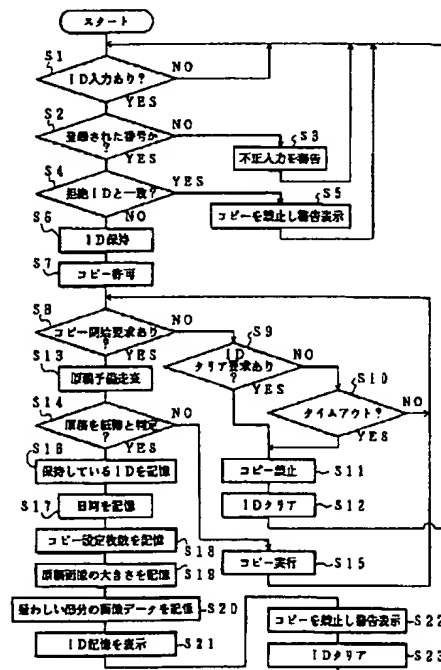 スタート
S1
ID入力あり?
NO
YES
S2
登録された番号か?
NO
YES
S3
不正入力を警告
S4
拒絶IDと一致?
YES
NO
S5
コピーを禁止し警告表示
S6
ID保持
S7
コピー許可
S8
コピー開始要求あり?
NO
YES
S9
ID
クリア要求あり
?
NO
YES
S10
タイムアウト?
NO
YES
S13
原稿予備走査
S14
原稿を紙幣と判定?
NO
YES
S11
コピー禁止
S12
IDクリア
S15
コピー実行
S16
保持しているIDを記憶
S17
日時を記憶
S18
コピー設定枚数を記憶
S19
原稿画像の大きさを記憶
S20
疑わしい部分の画像データを記憶
S21
ID記憶を表示
S22
コピーを禁止し警告表示
S23
IDクリア